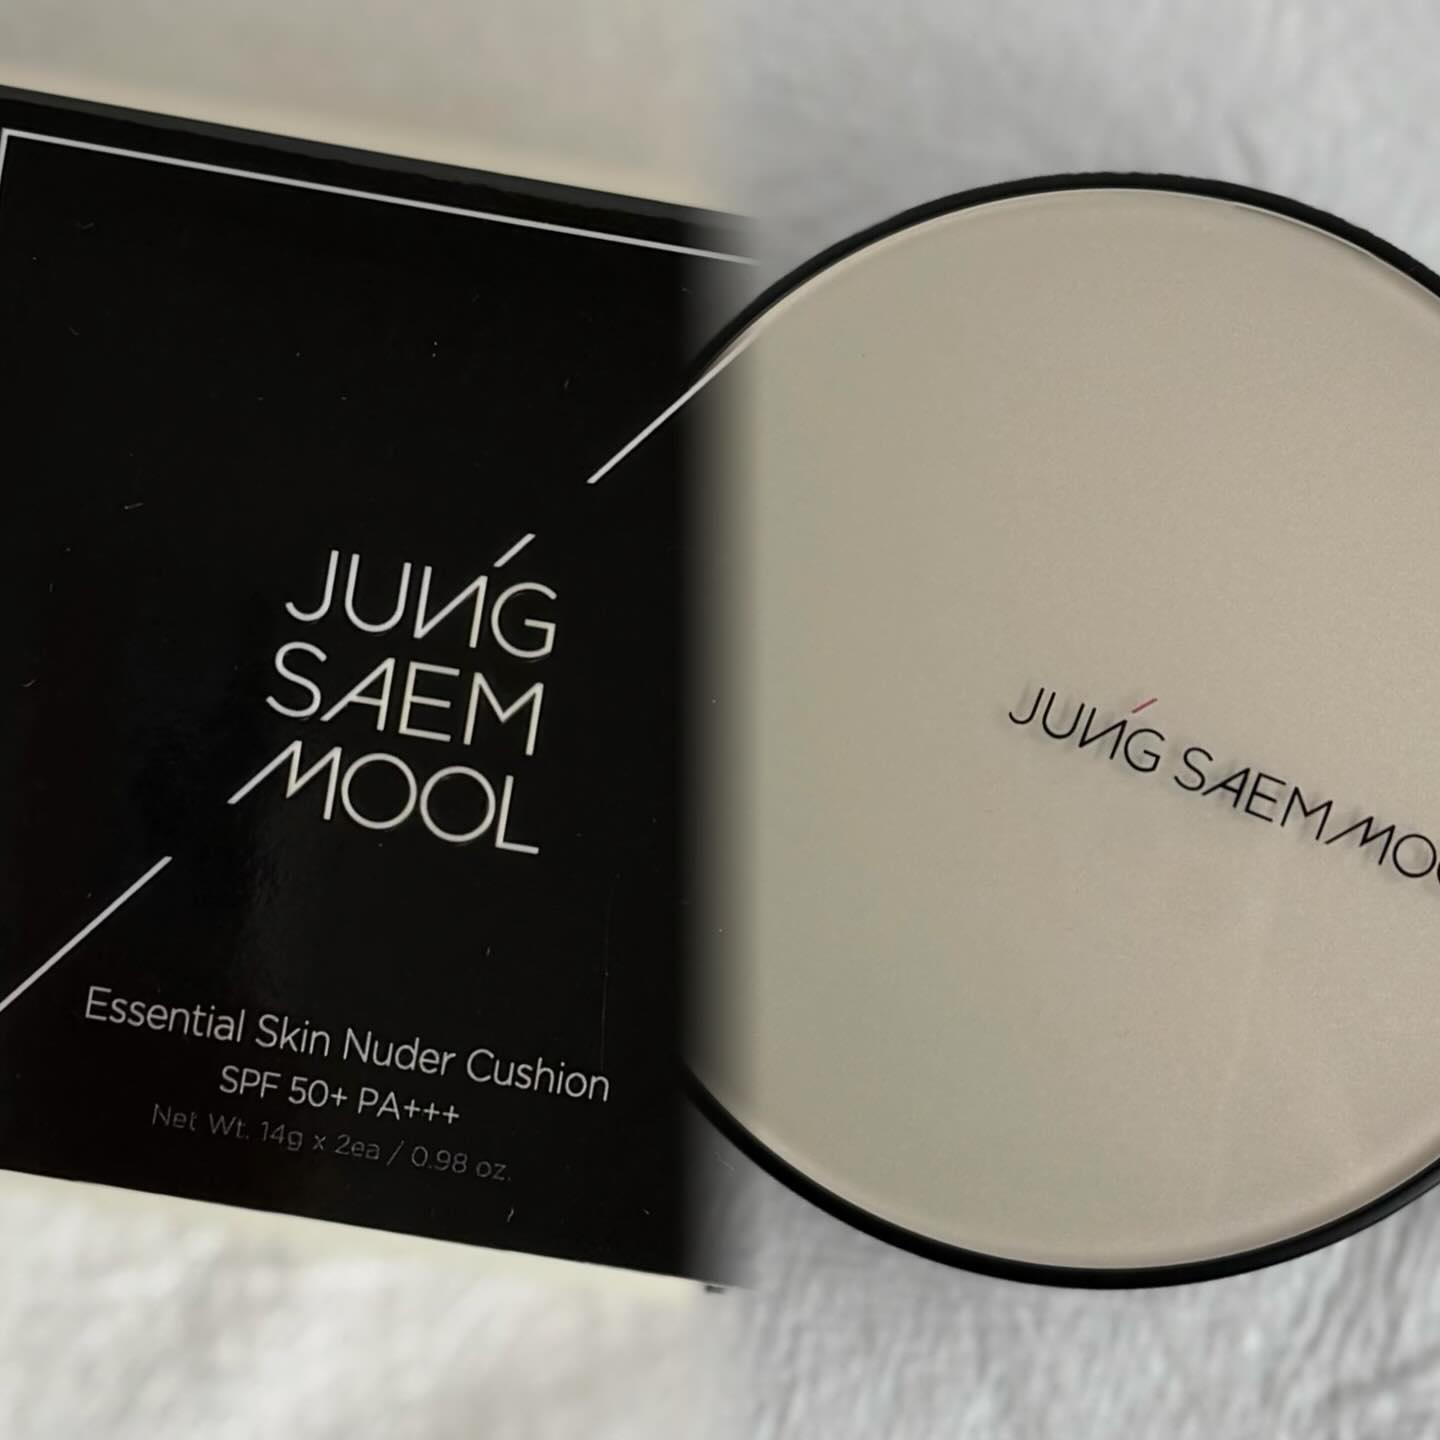 JUNG
SAEM
MOOL
Essential Skin Nuder Cushion
SPF 50+ PA+++
Net Wt. 14g x 2ea / 0.98 oz.
JUNG SAEM MOO